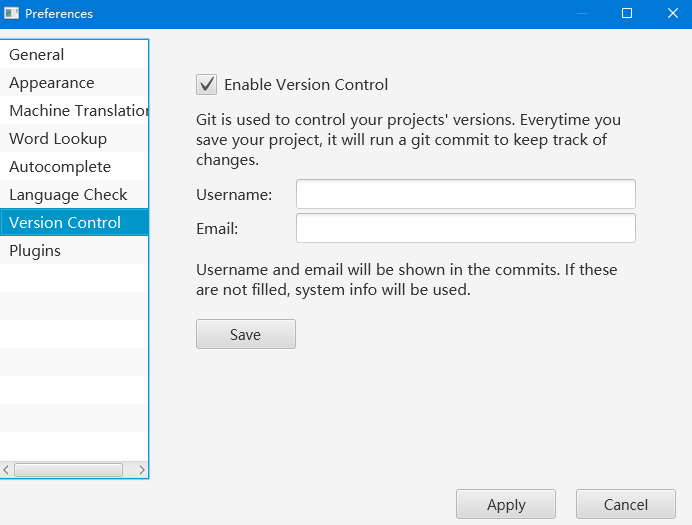 Preferences
General
Appearance
Machine Translation
Word Lookup
Autocomplete
Language Check
Version Control
Plugins
Enable Version Control
Git is used to control your projects' versions. Everytime you
save your project, it will run a git commit to keep track of
changes.
Username:
Email:
Username and email will be shown in the commits. If these
are not filled, system info will be used.
Save
Apply
Cancel